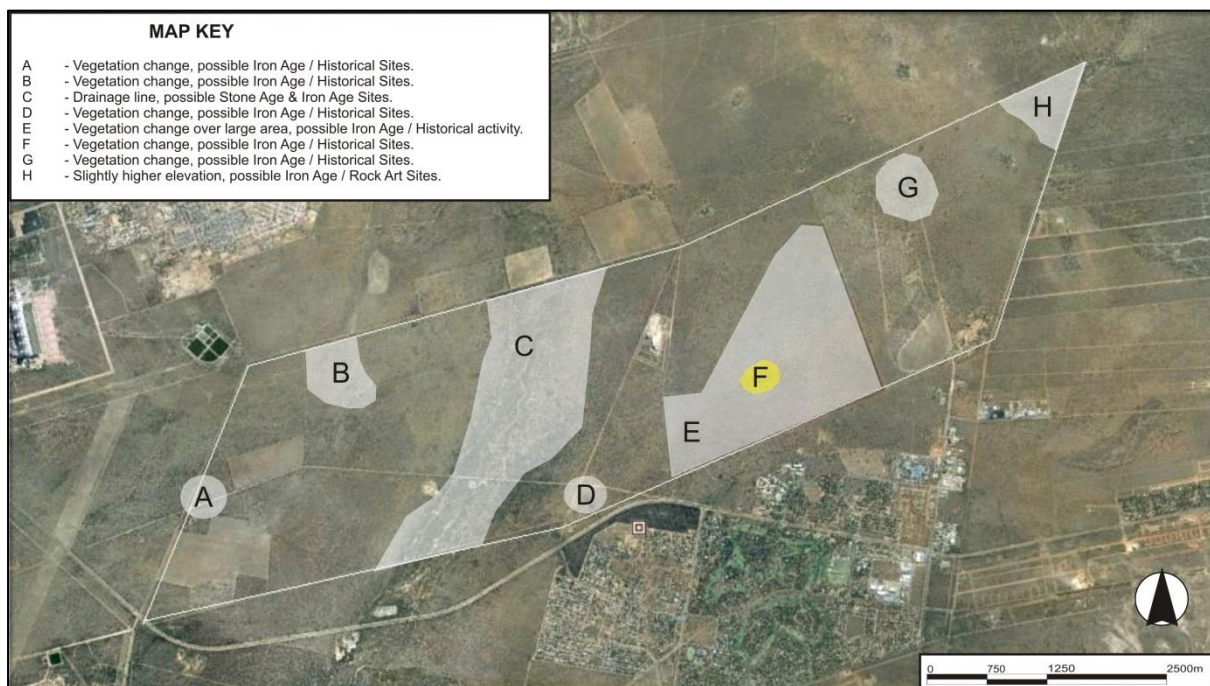 MAP KEY
A - Vegetation change, possible Iron Age / Historical Sites.
B - Vegetation change, possible Iron Age / Historical Sites.
C - Drainage line, possible Stone Age & Iron Age Sites.
D - Vegetation change, possible Iron Age / Historical Sites.
E - Vegetation change over large area, possible Iron Age / Historical activity.
F - Vegetation change, possible Iron Age / Historical Sites.
G - Vegetation change, possible Iron Age / Historical Sites.
H - Slightly higher elevation, possible Iron Age / Rock Art Sites.
H
G
C
B
F
E
A
D
0 750 1250 2500m